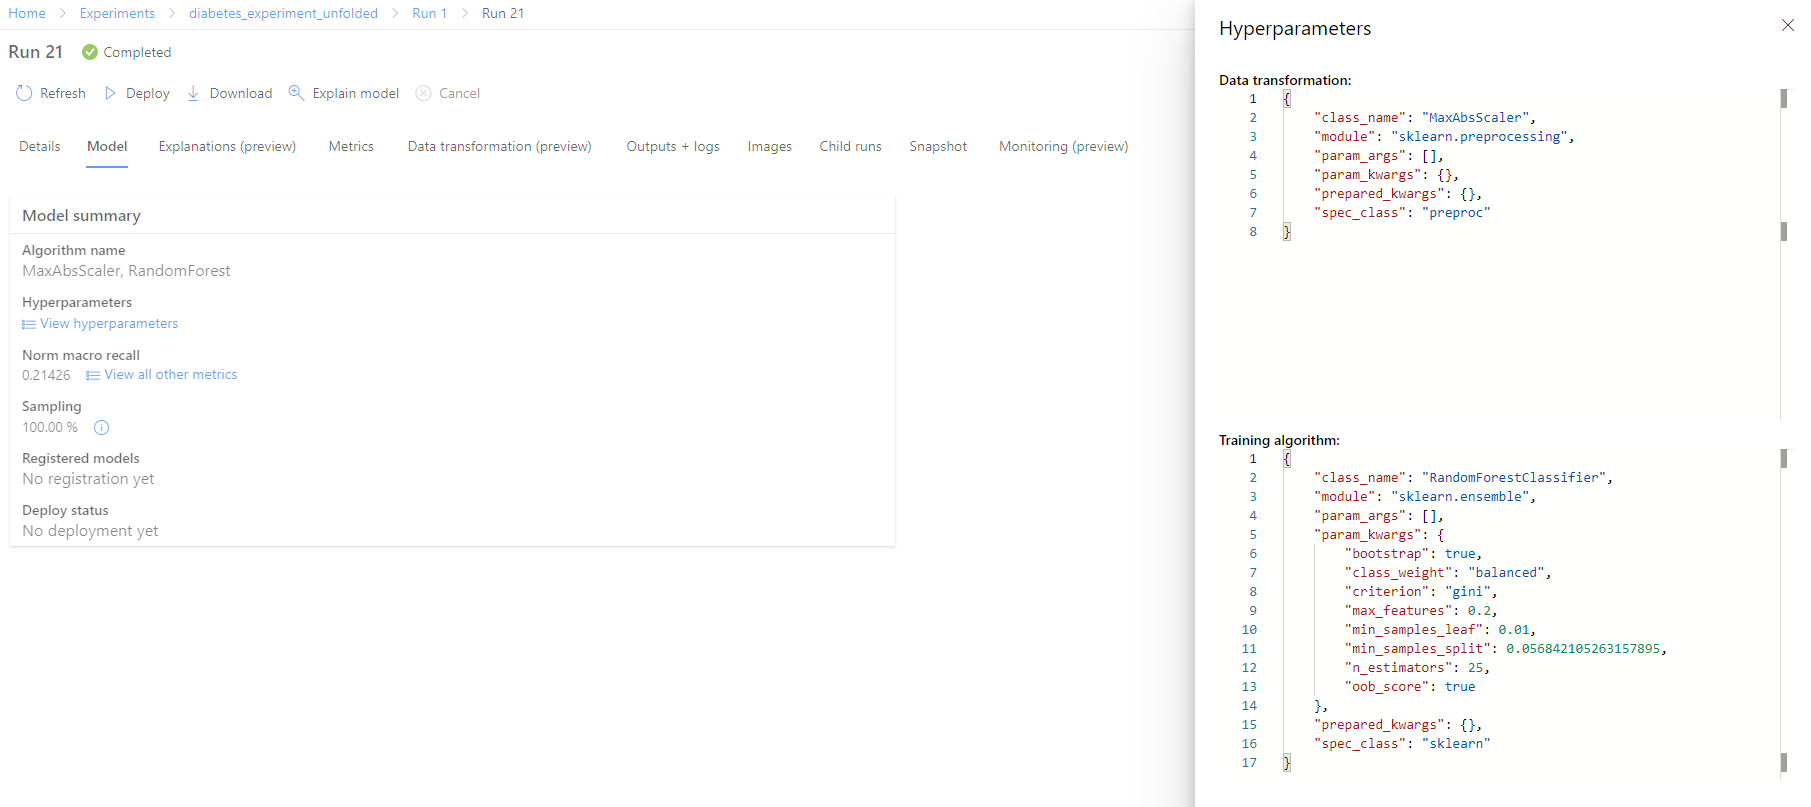 Home > Experiments > diabetes_experiment_unfolded > Run 1 > Run 21
Run 21 Completed
Refresh Deploy Download Explain model Cancel
Details Model Explanations (preview) Metrics Data transformation (preview) Outputs + logs Images Child runs Snapshot Monitoring (preview)
Model summary
Algorithm name
MaxAbsScaler, RandomForest
Hyperparameters
View hyperparameters
Norm macro recall
0.21426 View all other metrics
Sampling
100.00 %
Registered models
No registration yet
Deploy status
No deployment yet
Hyperparameters
Data transformation:
1 {
2 "class_name": "MaxAbsScaler",
3 "module": "sklearn.preprocessing",
4 "param_args": [],
5 "param_kwargs": {},
6 "prepared_kwargs": {},
7 "spec_class": "preproc"
8 }
Training algorithm:
1 {
2 "class_name": "RandomForestClassifier",
3 "module": "sklearn.ensemble",
4 "param_args": [],
5 "param_kwargs": {
6 "bootstrap": true,
7 "class_weight": "balanced",
8 "criterion": "gini",
9 "max_features": 0.2,
10 "min_samples_leaf": 0.01,
11 "min_samples_split": 0.056842105263157895,
12 "n_estimators": 25,
13 "oob_score": true
14 },
15 "prepared_kwargs": {},
16 "spec_class": "sklearn"
17 }